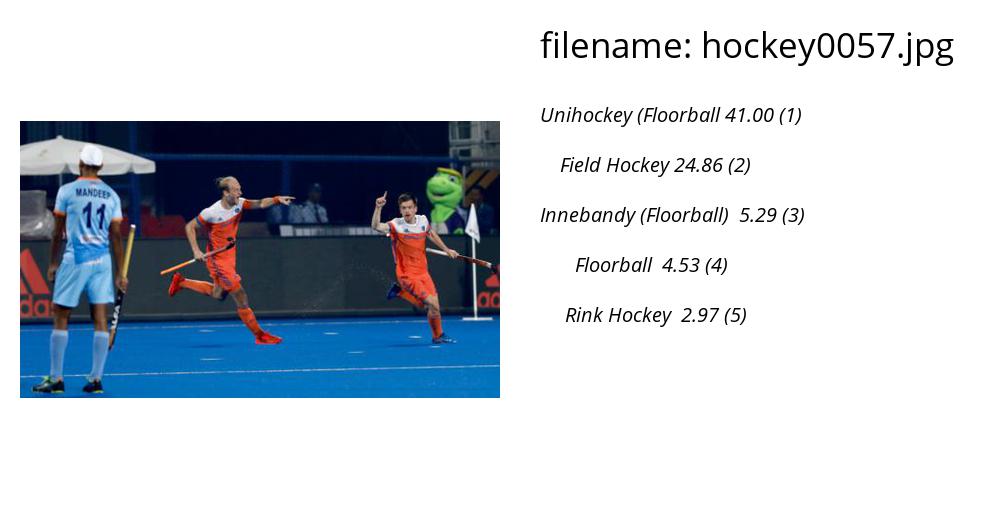 filename: hockey0057.jpg
Unihockey (Floorball 41.00 (1)
Field Hockey 24.86 (2)
Innebandy (Floorball)  5.29 (3)
Floorball  4.53 (4)
Rink Hockey  2.97 (5)
MANDEEP
11
adidas